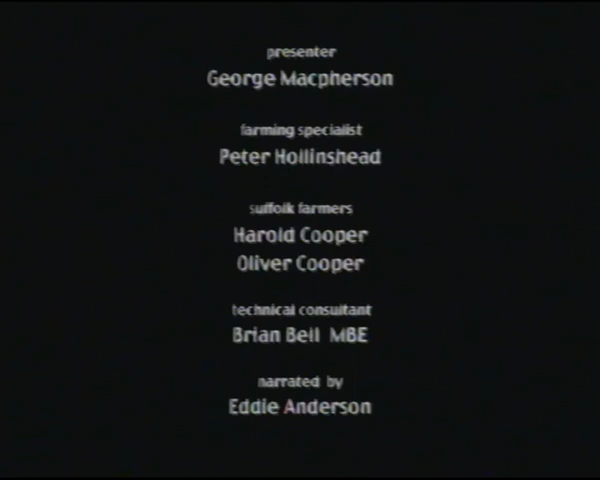 presenter
George Macpherson
farming specialist
Peter Hollinshead
suffolk farmers
Harold Cooper
Oliver Cooper
technical consultant
Brian Bell MBE
narrated by
Eddie Anderson